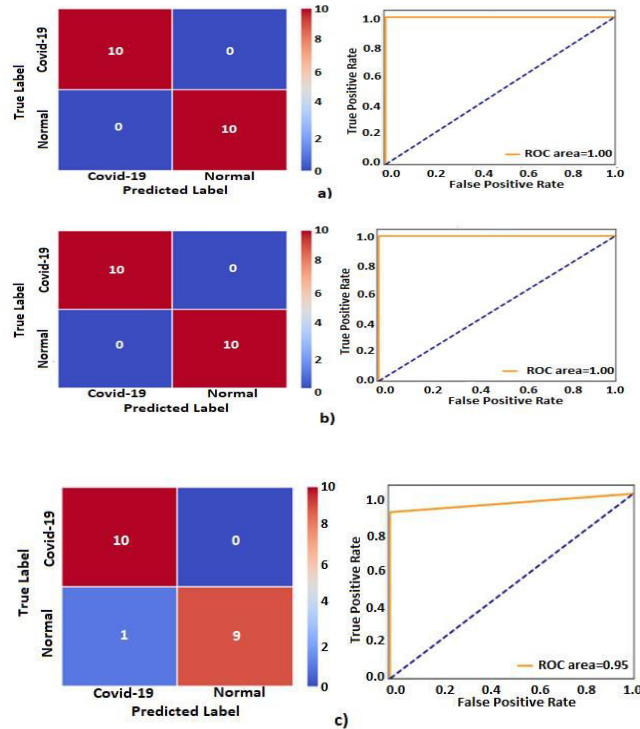 10
1.0
Covid-19
10
0
8
0.8
True Label
True Positive Rate
6
0.6
4
0.4
Normal
0
10
2
0.2
ROC area=1.00
0
0.0
Covid-19
Normal
0.2
0.4
0.6
0.8
1.0
Predicted Label
False Positive Rate
a)
10
1.0
Covid-19
10
0
8
0.8
True Label
True Positive Rate
6
0.6
4
0.4
Normal
0
10
2
0.2
ROC area=1.00
0
0.0
Covid-19
Normal
0.0
0.2
0.4
0.6
0.8
1.0
Predicted Label
False Positive Rate
b)
10
1.0
Covid-19
10
0
8
0.8
True Label
True Positive Rate
6
0.6
4
0.4
Normal
1
9
2
0.2
ROC area=0.95
0
0.0
Covid-19
Normal
0.0
0.2
0.4
0.6
0.8
1.0
Predicted Label
False Positive Rate
c)